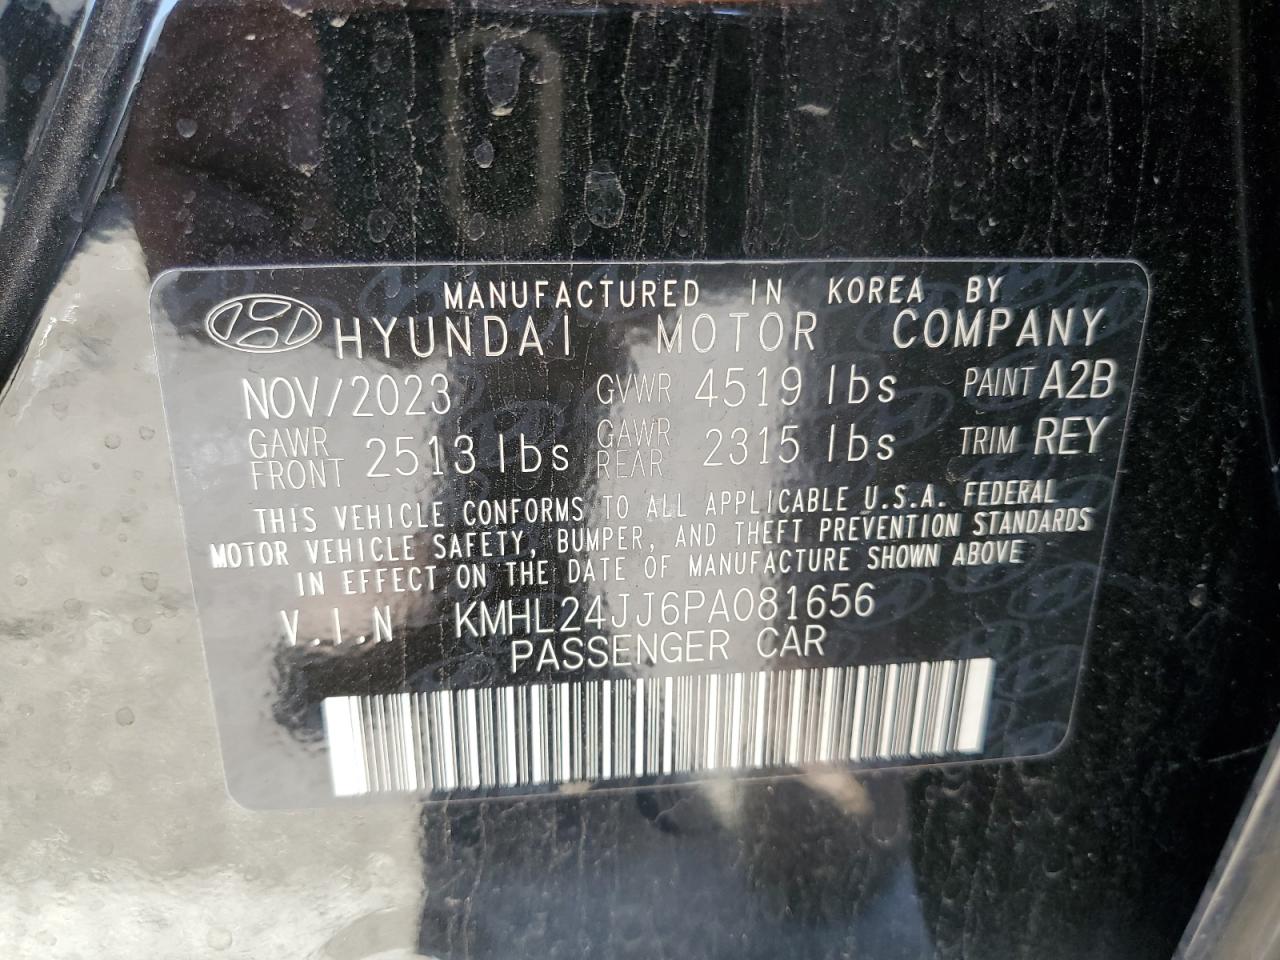 MANUFACTURED IN KOREA BY
HYUNDAI MOTOR COMPANY
NOV/2023 GVWR 4519 lbs PAINT A2B
GAWR FRONT 2513 lbs GAWR REAR 2315 lbs TRIM REY
THIS VEHICLE CONFORMS TO ALL APPLICABLE U.S.A. FEDERAL
MOTOR VEHICLE SAFETY, BUMPER, AND THEFT PREVENTION STANDARDS
IN EFFECT ON THE DATE OF MANUFACTURE SHOWN ABOVE
V.I.N KMHL24JJ6PA081656
PASSENGER CAR